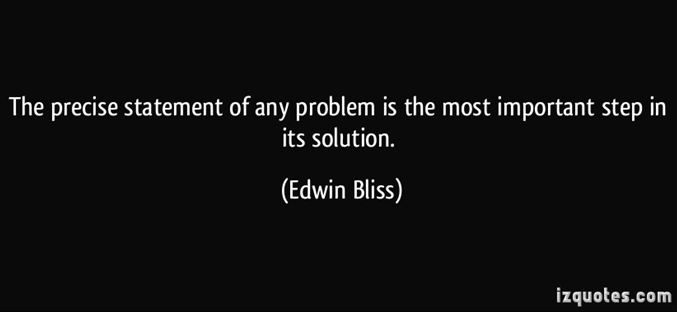 The precise statement of any problem is the most important step in
its solution.
(Edwin Bliss)
izquotes.com